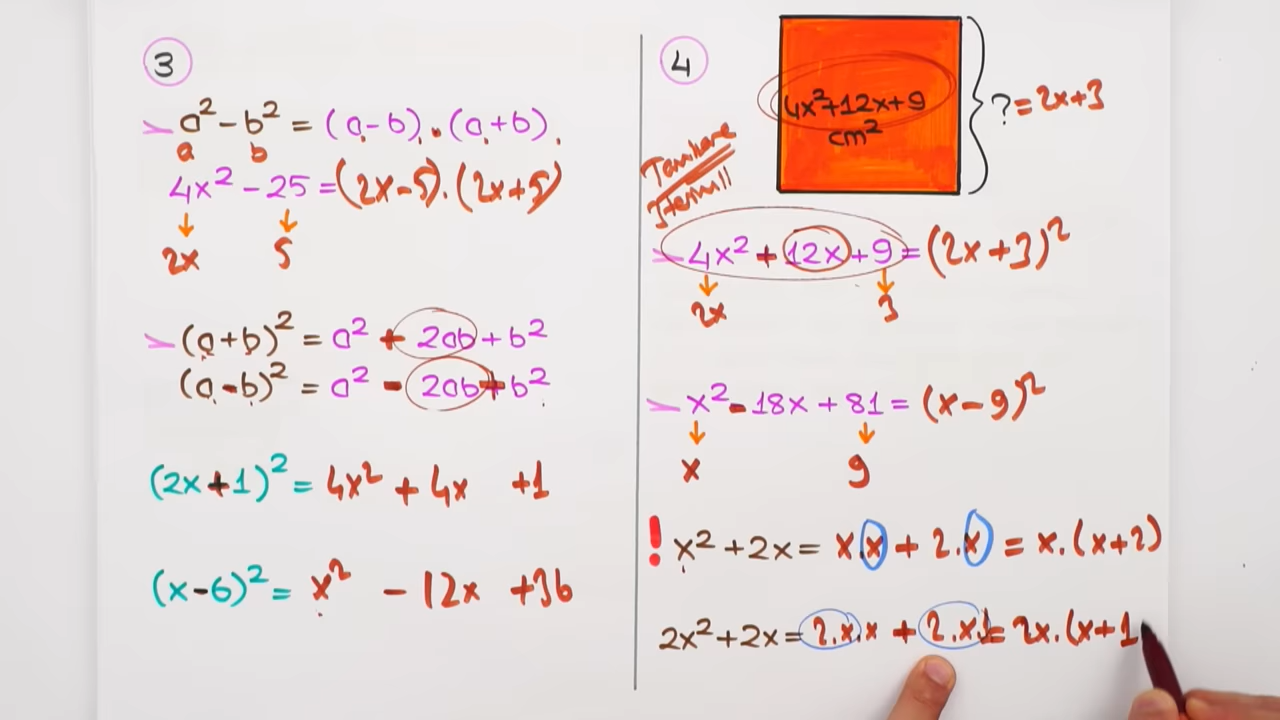 3
a² - b² = (a-b) . (a+b)
a b
4x² - 25 = (2x-5).(2x+5)
2x 5
(a+b)² = a² + 2ab + b²
(a-b)² = a² - 2ab + b²
(2x+1)² = 4x² + 4x +1
(x-6)² = x² - 12x +36
4
4x²+12x+9
cm²
? = 2x+3
Tamkare
4x² + 12x + 9 = (2x+3)²
2x 3
x² - 18x + 81 = (x-9)²
x 9
! x² + 2x = x.x + 2.x = x.(x+2)
2x² + 2x = 2.x.x + 2.x.1 = 2x.(x+1